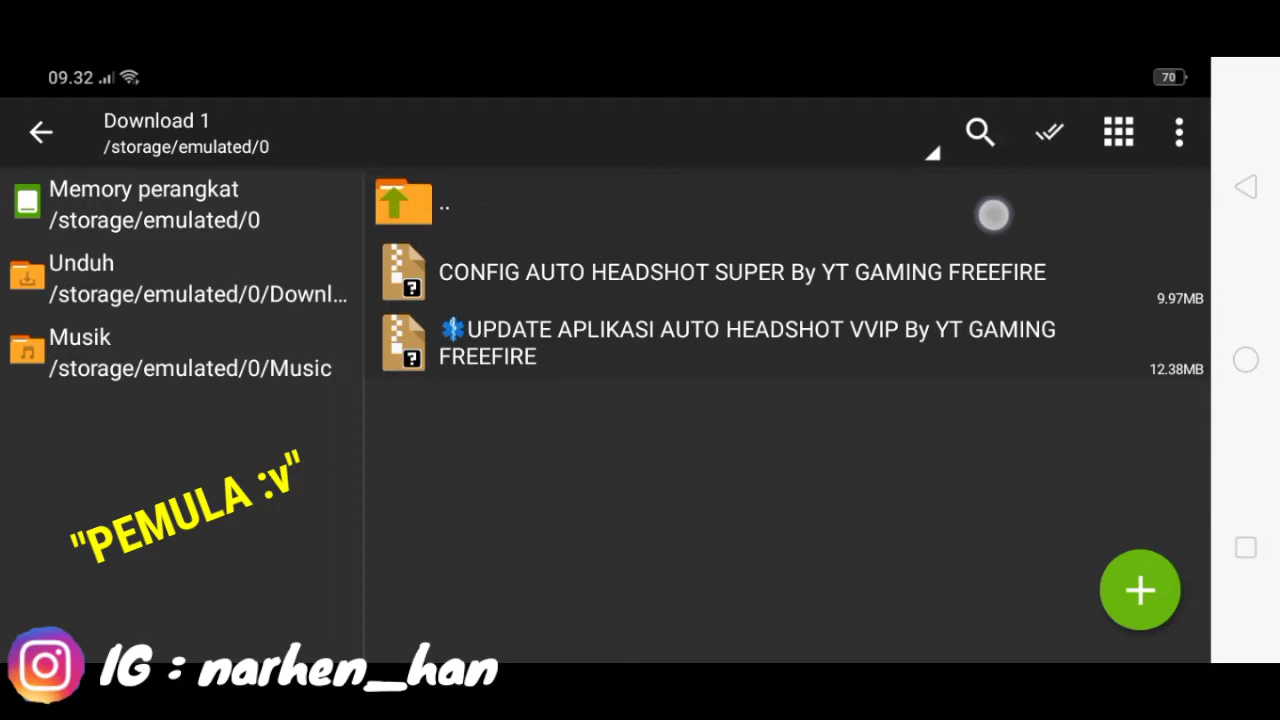 09.32
70
Download 1
/storage/emulated/0
Memory perangkat
/storage/emulated/0
Unduh
/storage/emulated/0/Downl...
Musik
/storage/emulated/0/Music
..
CONFIG AUTO HEADSHOT SUPER By YT GAMING FREEFIRE
9.97MB
UPDATE APLIKASI AUTO HEADSHOT VVIP By YT GAMING
FREEFIRE
12.38MB
"PEMULA :v"
IG : narhen_han